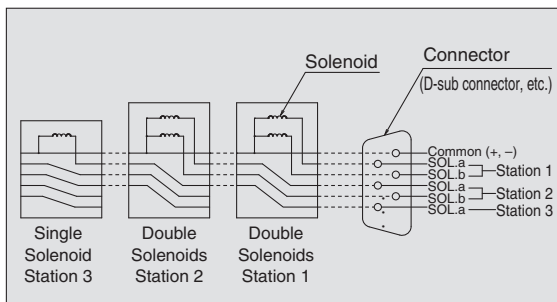 Solenoid
Connector
(D-sub connector, etc.)
Common (+, –)
SOL.a
SOL.b
Station 1
SOL.a
SOL.b
Station 2
SOL.a
Station 3
Single
Solenoid
Station 3
Double
Solenoids
Station 2
Double
Solenoids
Station 1